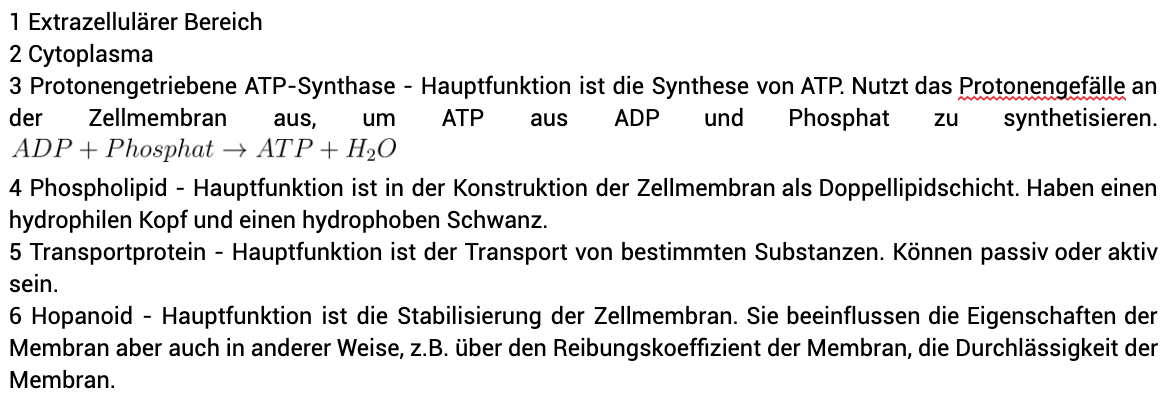 1 Extrazellulärer Bereich
2 Cytoplasma
3 Protonengetriebene ATP-Synthase - Hauptfunktion ist die Synthese von ATP. Nutzt das Protonengefälle an
der Zellmembran aus, um ATP aus ADP und Phosphat zu synthetisieren.
ADP + Phosphat → ATP + H₂O
4 Phospholipid - Hauptfunktion ist in der Konstruktion der Zellmembran als Doppellipidschicht. Haben einen
hydrophilen Kopf und einen hydrophoben Schwanz.
5 Transportprotein - Hauptfunktion ist der Transport von bestimmten Substanzen. Können passiv oder aktiv
sein.
6 Hopanoid - Hauptfunktion ist die Stabilisierung der Zellmembran. Sie beeinflussen die Eigenschaften der
Membran aber auch in anderer Weise, z.B. über den Reibungskoeffizient der Membran, die Durchlässigkeit der
Membran.